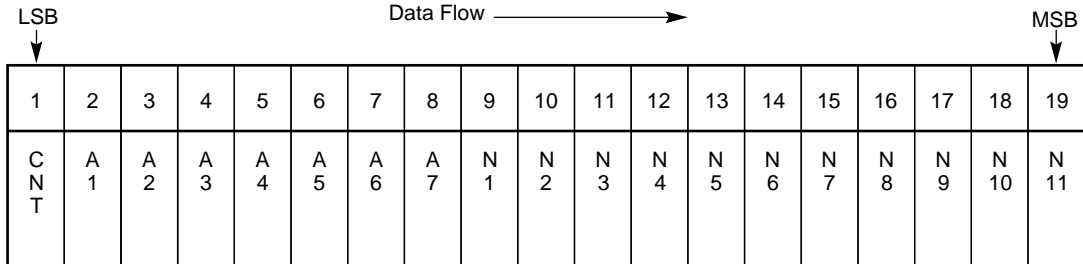 LSB Data Flow MSB
1 2 3 4 5 6 7 8 9 10 11 12 13 14 15 16 17 18 19
C A A A A A A A N N N N N N N N N N N
N 1 2 3 4 5 6 7 1 2 3 4 5 6 7 8 9 10 11
T